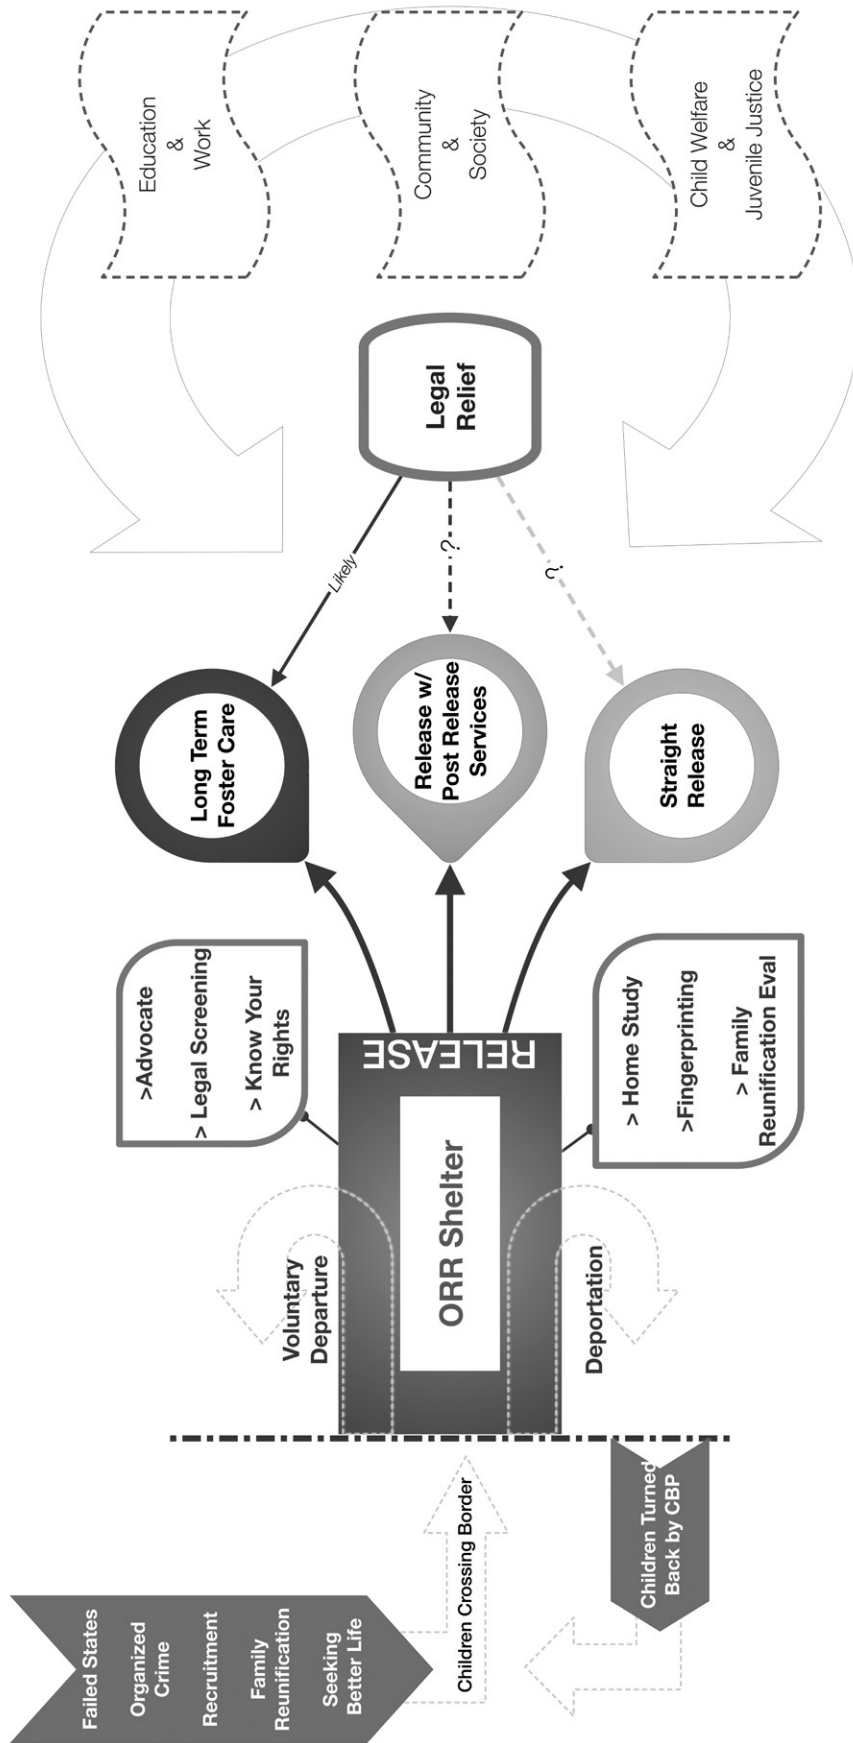 Failed States
Organized
Crime
Recruitment
Family
Reunification
Seeking
Better Life
Children Crossing Border
Children Turned
Back by CBP
Voluntary
Departure
ORR Shelter
Deportation
RELEASE
>Advocate
> Legal Screening
> Know Your
Rights
> Home Study
>Fingerprinting
> Family
Reunification Eval
Long Term
Foster Care
Release w/
Post Release
Services
Straight
Release
Likely
?
?
Legal
Relief
Education
&
Work
Community
&
Society
Child Welfare
&
Juvenile Justice